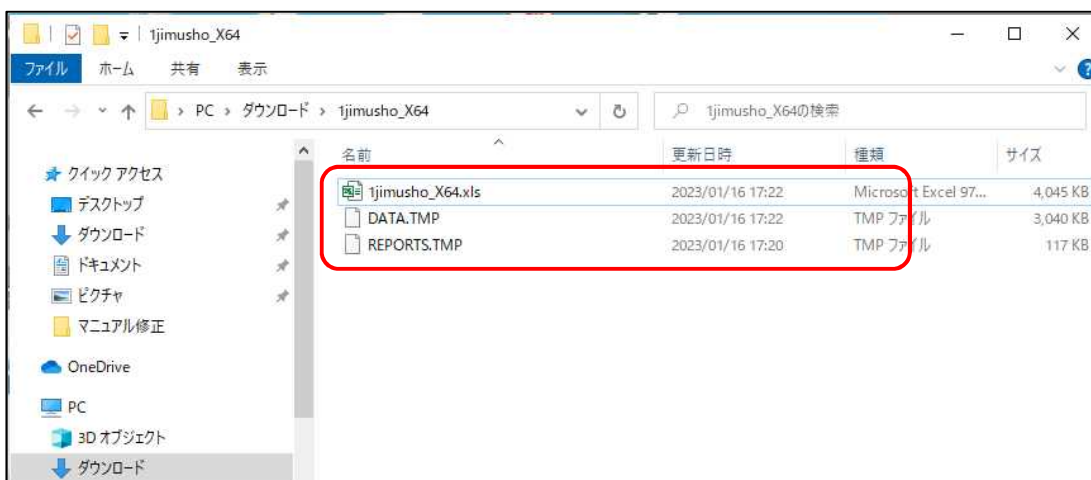 1jimusho_X64
ファイル ホーム 共有 表示
PC › ダウンロード › 1jimusho_X64
1jimusho_X64の検索
名前 更新日時 種類 サイズ
1jimusho_X64.xls 2023/01/16 17:22 Microsoft Excel 97... 4,045 KB
DATA.TMP 2023/01/16 17:22 TMP ファイル 3,040 KB
REPORTS.TMP 2023/01/16 17:20 TMP ファイル 117 KB
クイック アクセス
デスクトップ
ダウンロード
ドキュメント
ピクチャ
マニュアル修正
OneDrive
PC
3D オブジェクト
ダウンロード